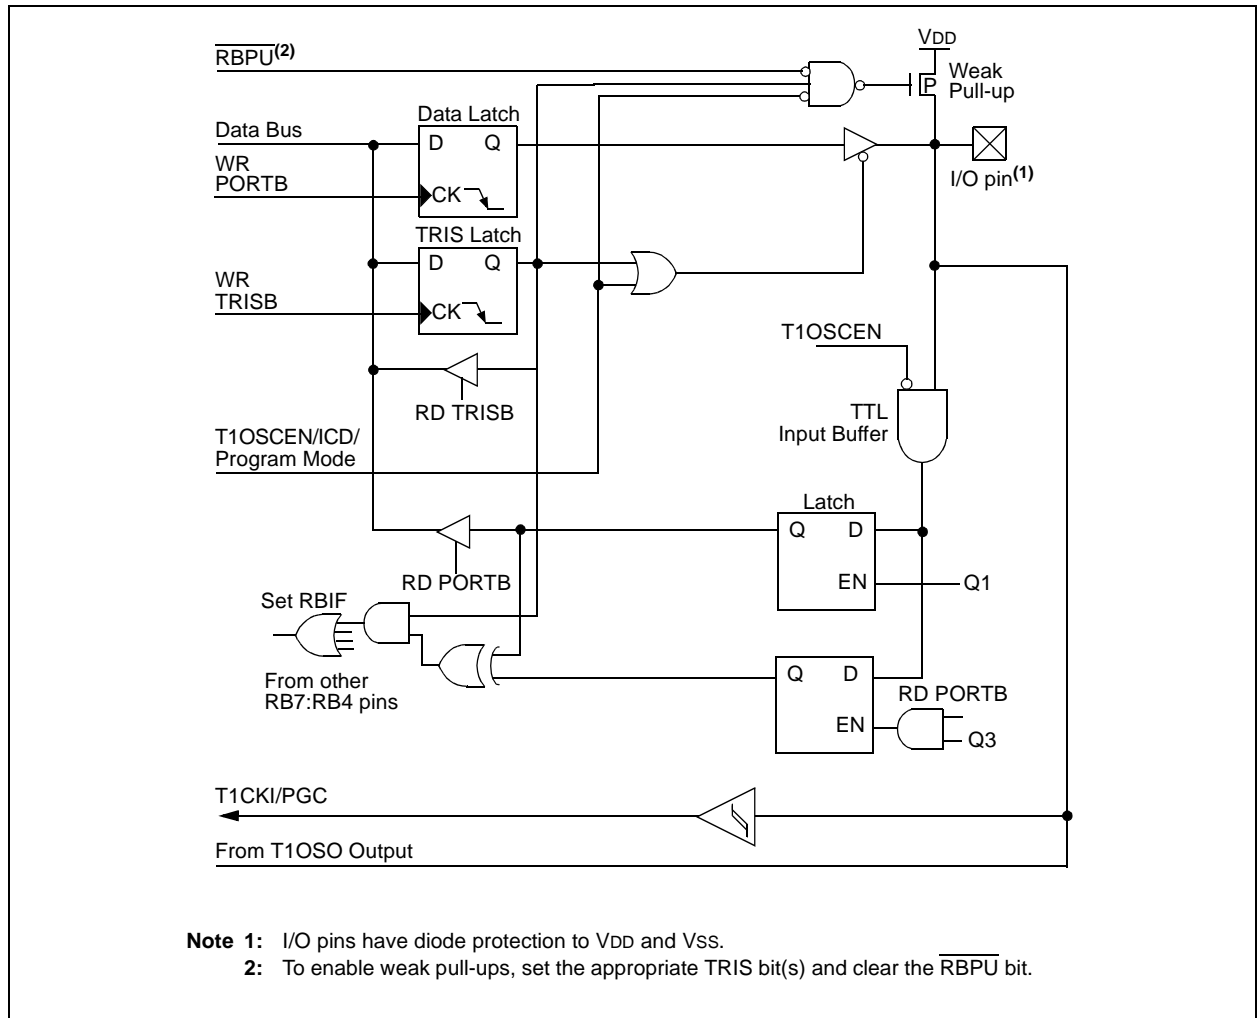 RBPU(2)
VDD
Weak
Pull-up
P
Data Bus
Data Latch
D Q
WR
PORTB
CK
I/O pin(1)
TRIS Latch
D Q
WR
TRISB
CK
T1OSCEN
RD TRISB
TTL
Input Buffer
T1OSCEN/ICD/
Program Mode
Latch
Q D
EN
Q1
RD PORTB
Set RBIF
From other
RB7:RB4 pins
Q D
EN
RD PORTB
Q3
T1CKI/PGC
From T1OSO Output
Note 1: I/O pins have diode protection to VDD and VSS.
2: To enable weak pull-ups, set the appropriate TRIS bit(s) and clear the RBPU bit.